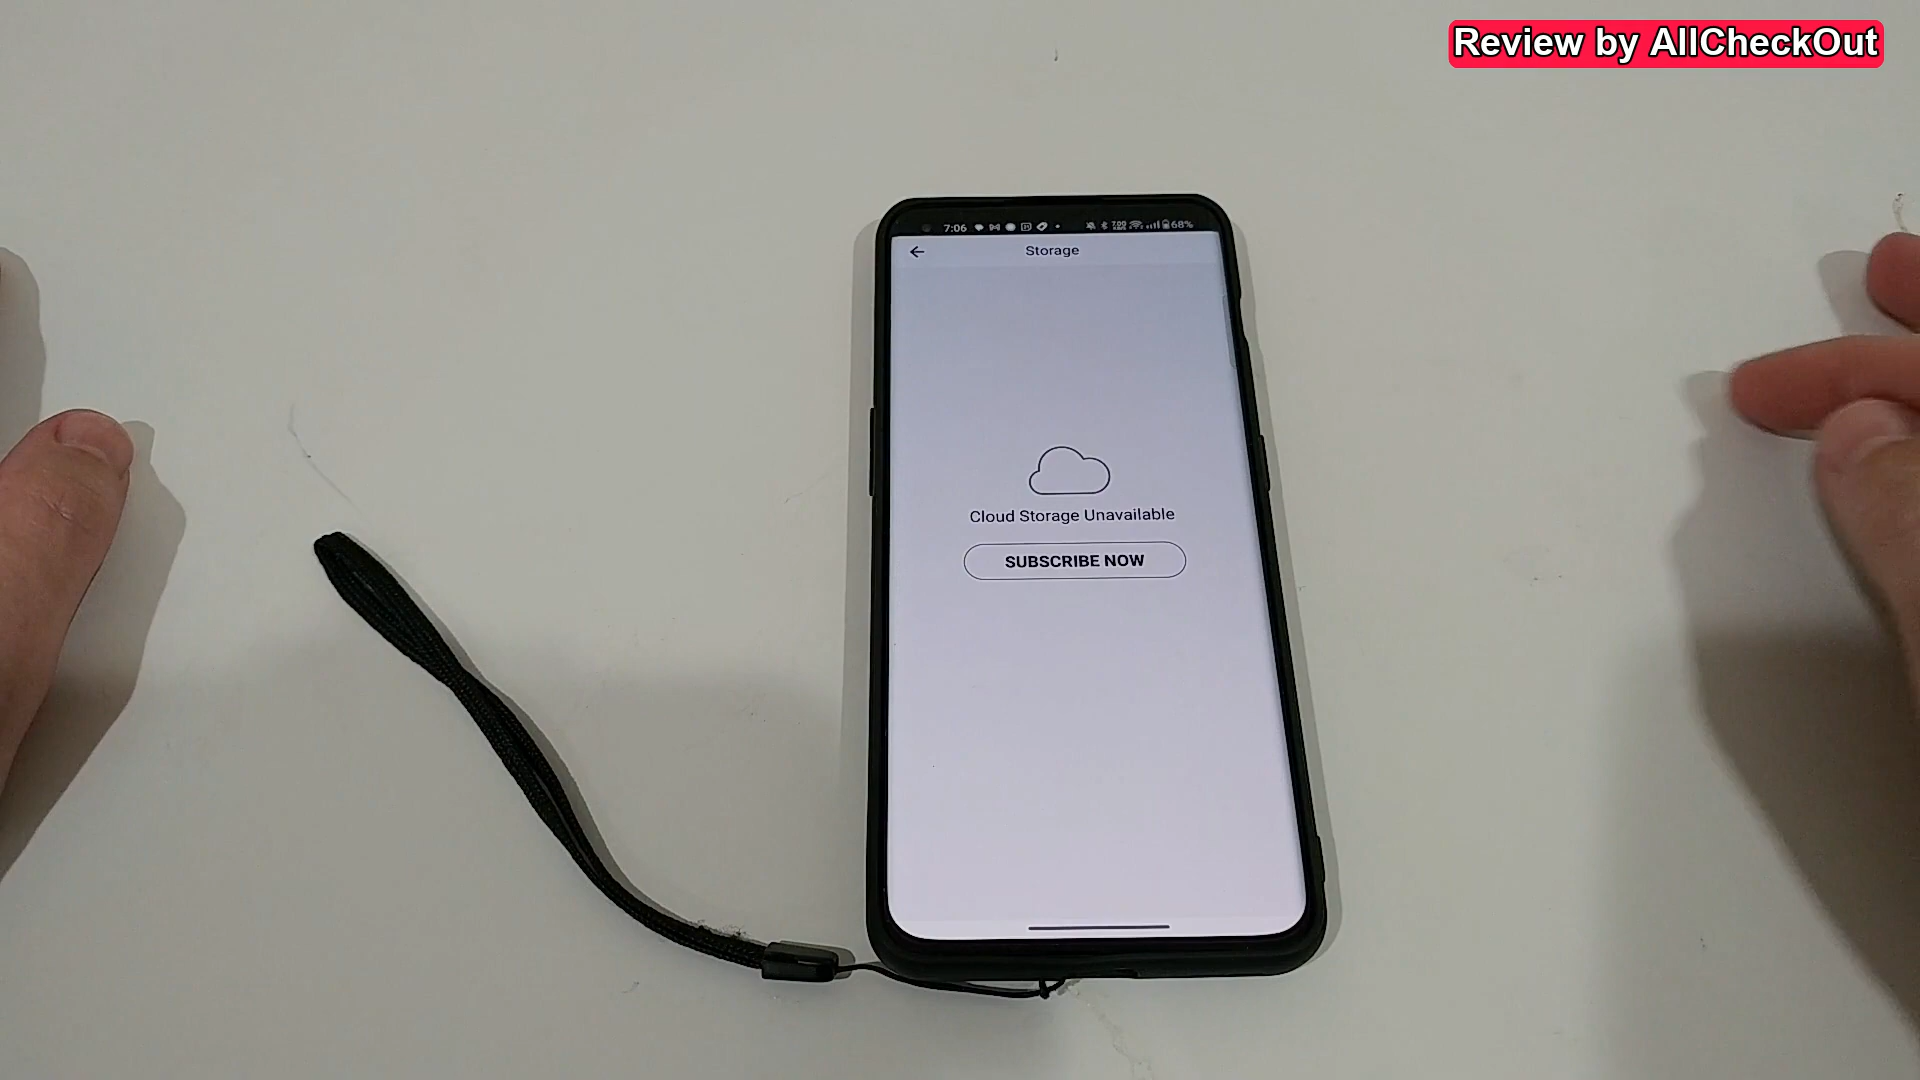 Review by AllCheckOut
7:06 68%
Storage
Cloud Storage Unavailable
SUBSCRIBE NOW